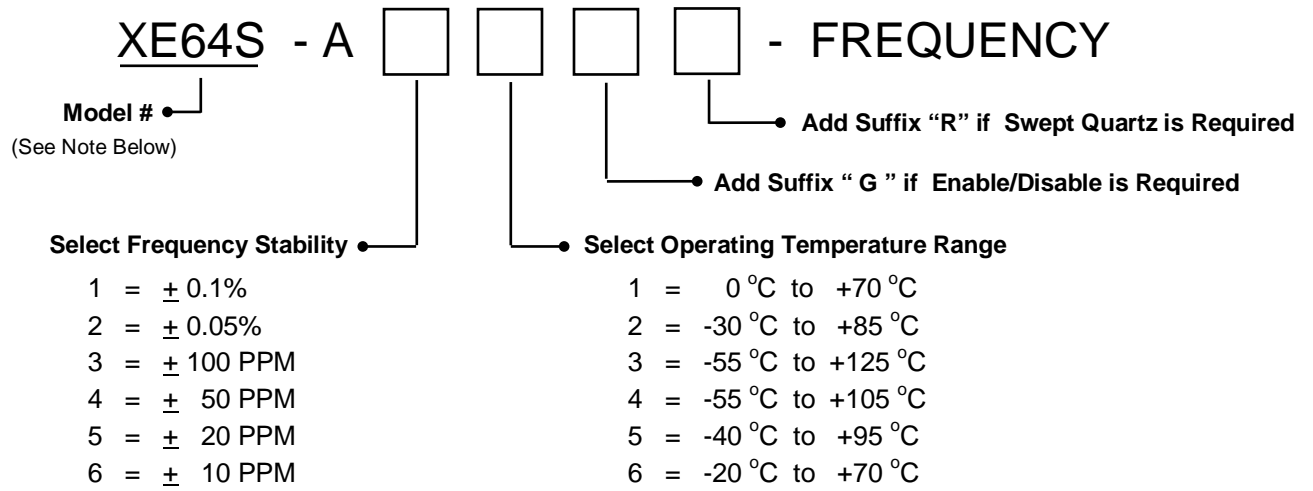 XE64S - A - FREQUENCY
Model #
(See Note Below)
Add Suffix “R” if Swept Quartz is Required
Add Suffix “ G ” if Enable/Disable is Required
Select Frequency Stability
1 = ± 0.1%
2 = ± 0.05%
3 = ± 100 PPM
4 = ± 50 PPM
5 = ± 20 PPM
6 = ± 10 PPM
Select Operating Temperature Range
1 = 0 °C to +70 °C
2 = -30 °C to +85 °C
3 = -55 °C to +125 °C
4 = -55 °C to +105 °C
5 = -40 °C to +95 °C
6 = -20 °C to +70 °C